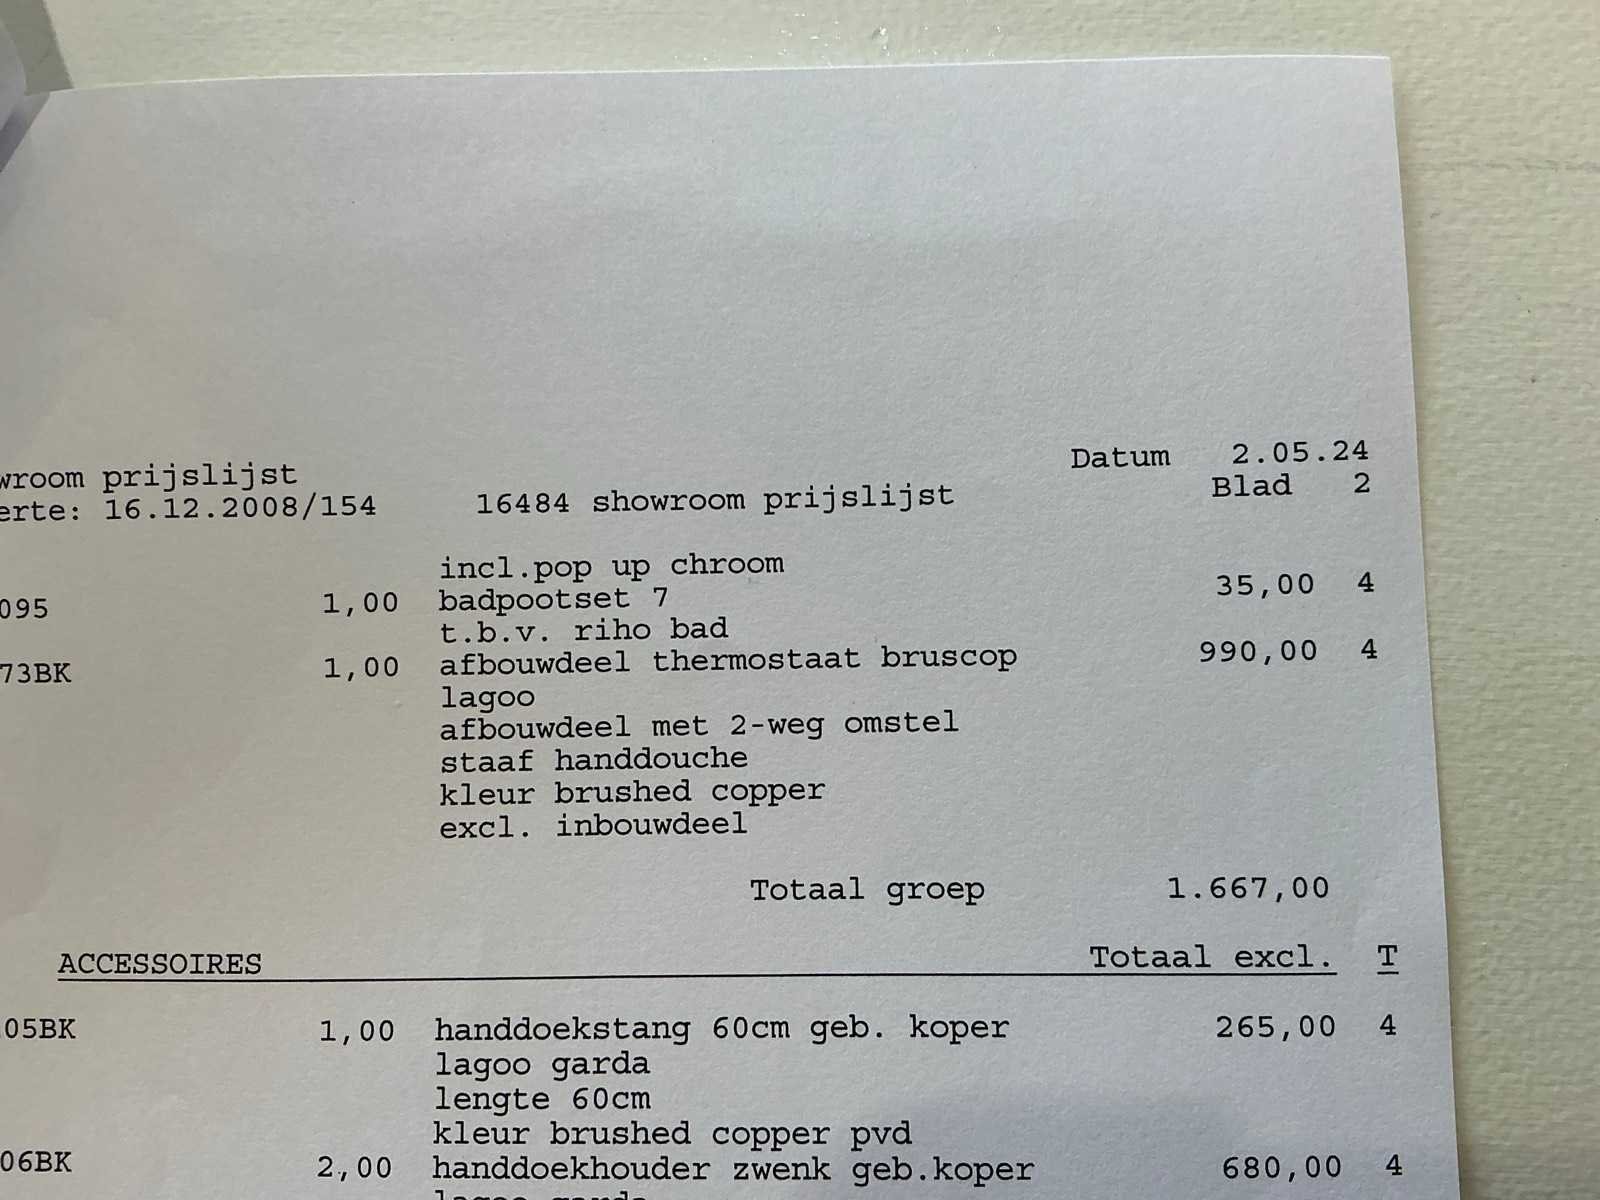 wroom prijslijst Datum 2.05.24
erte: 16.12.2008/154 16484 showroom prijslijst Blad 2
incl.pop up chroom
095 1,00 badpootset 7 35,00 4
t.b.v. riho bad
73BK 1,00 afbouwdeel thermostaat bruscop 990,00 4
lagoo
afbouwdeel met 2-weg omstel
staaf handdouche
kleur brushed copper
excl. inbouwdeel
Totaal groep 1.667,00
ACCESSOIRES Totaal excl. T
05BK 1,00 handdoekstang 60cm geb. koper 265,00 4
lagoo garda
lengte 60cm
kleur brushed copper pvd
06BK 2,00 handdoekhouder zwenk geb.koper 680,00 4
lagoo garda